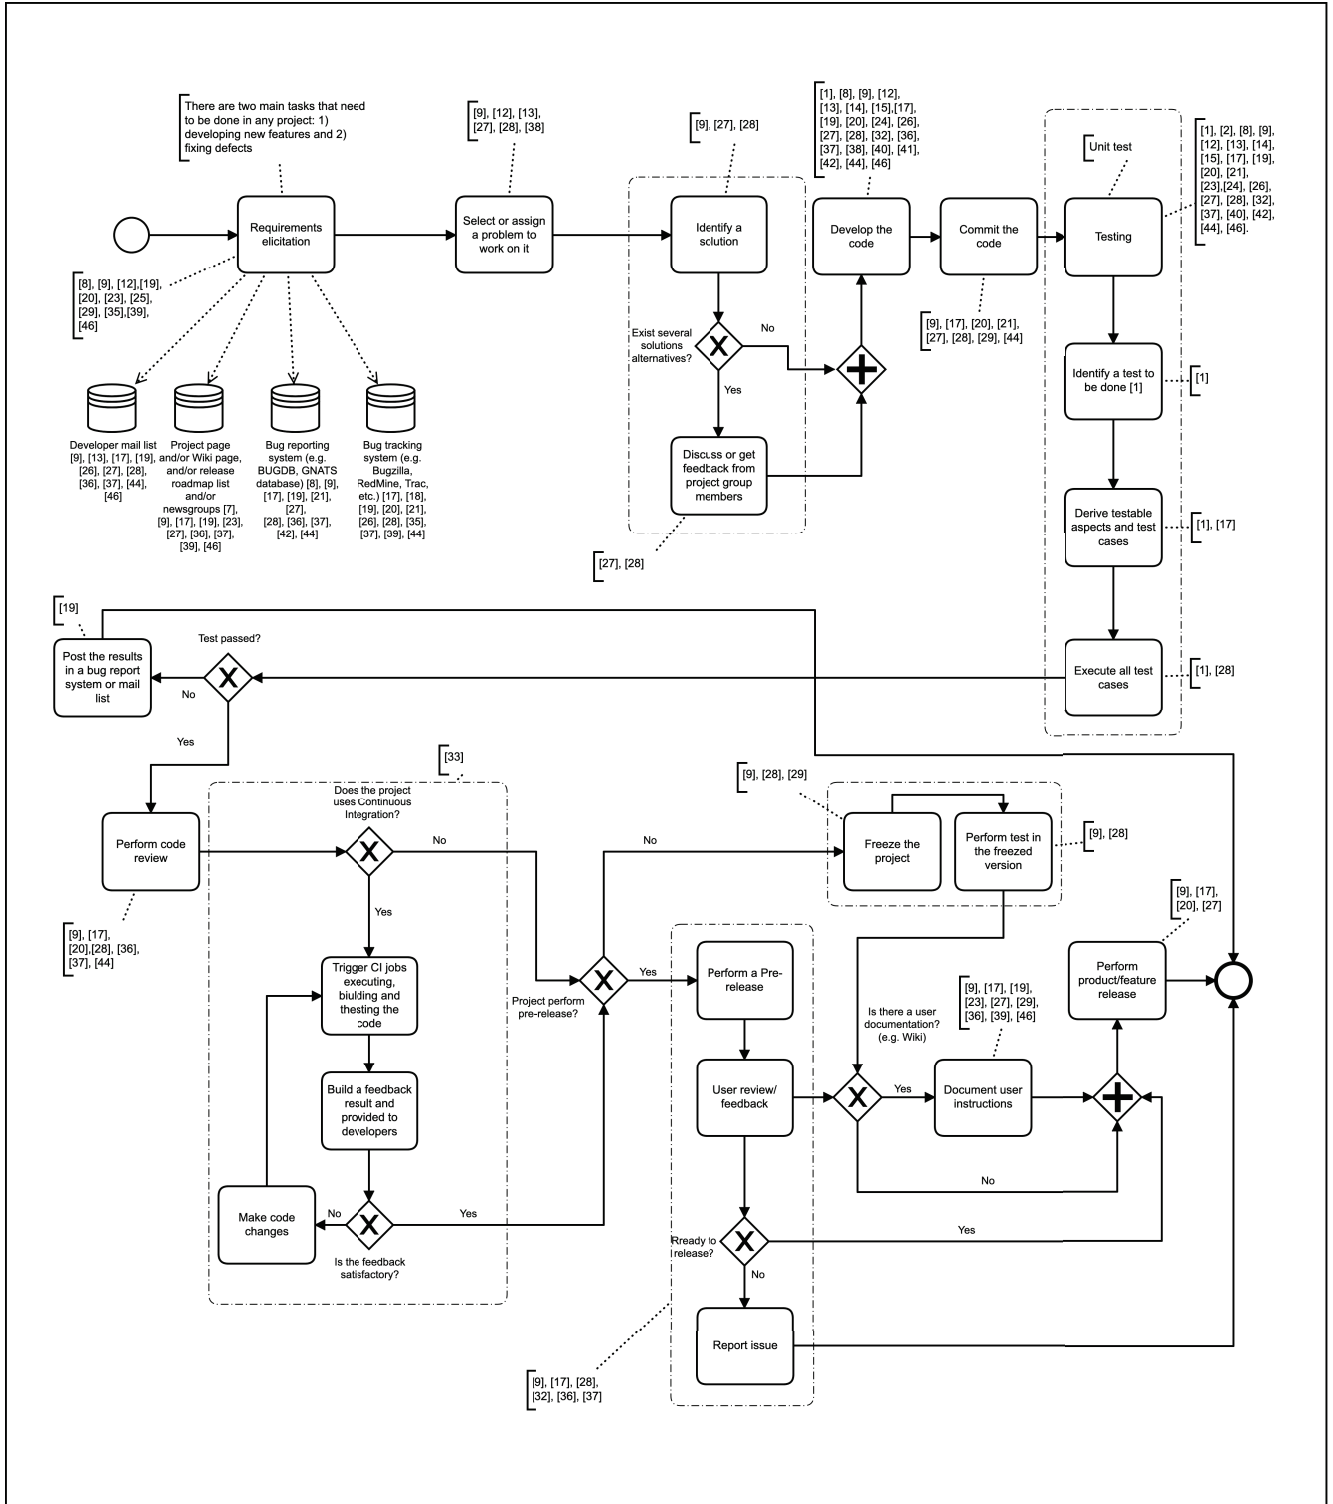 There are two main tasks that need
to be done in any project: 1)
developing new features and 2)
fixing defects
[9], [12], [13],
[27], [28], [38]
[9], [27], [28]
[1], [8], [9], [12],
[13], [14], [15],[17],
[19], [20], [24], [26],
[27], [28], [32], [36],
[37], [38], [40], [41],
[42], [44], [46]
Unit test
[1], [2], [8], [9],
[12], [13], [14],
[15], [17], [19],
[20], [21],
[23],[24], [26],
[27], [28], [32],
[37], [40], [42],
[44], [46].
Requirements
elicitation
Select or assign
a problem to
work on it
Identify a
solution
Develop the
code
Commit the
code
Testing
[8], [9], [12],[19],
[20], [23], [25],
[29], [35],[39],
[46]
Exist several
solutions
alternatives?
No
Yes
[9], [17], [20], [21],
[27], [28], [29], [44]
Identify a test to
be done [1]
[1]
Developer mail list
[9], [13], [17], [19],
[26], [27], [28],
[36], [37], [44],
[46]
Project page
and/or Wiki page,
and/or release
roadmap list
and/or
newsgroups [7],
[9], [17], [19], [23],
[27], [30], [37],
[39], [46]
Bug reporting
system (e.g.
BUGDB, GNATS
database) [8], [9],
[17], [19], [21],
[27],
[28], [36], [37],
[42], [44]
Bug tracking
system (e.g.
Bugzilla,
RedMine, Trac,
etc.) [17], [18],
[19], [20], [21],
[26], [28], [35],
[37], [39], [44]
Discuss or get
feedback from
project group
members
[27], [28]
Derive testable
aspects and test
cases
[1], [17]
[19]
Test passed?
Post the results
in a bug report
system or mail
list
No
Yes
Execute all test
cases
[1], [28]
[33]
Does the project
uses Continuous
Integration?
No
Yes
Perform code
review
[9], [17],
[20],[28], [36],
[37], [44]
[9], [28], [29]
No
Freeze the
project
Perform test in
the freezed
version
[9], [28]
[9], [17],
[20], [27]
Trigger CI jobs
executing,
biulding and
thesting the
code
Project perform
pre-release?
Yes
Perform a Pre-
release
Is there a user
documentation?
(e.g. Wiki)
[9], [17], [19],
[23], [27], [29],
[36], [39], [46]
Perform
product/feature
release
Build a feedback
result and
provided to
developers
User review/
feedback
Yes
Document user
instructions
No
Make code
changes
No
Yes
Is the feedback
satisfactory?
Rready to
release?
Yes
No
Report issue
[9], [17], [28],
[32], [36], [37]